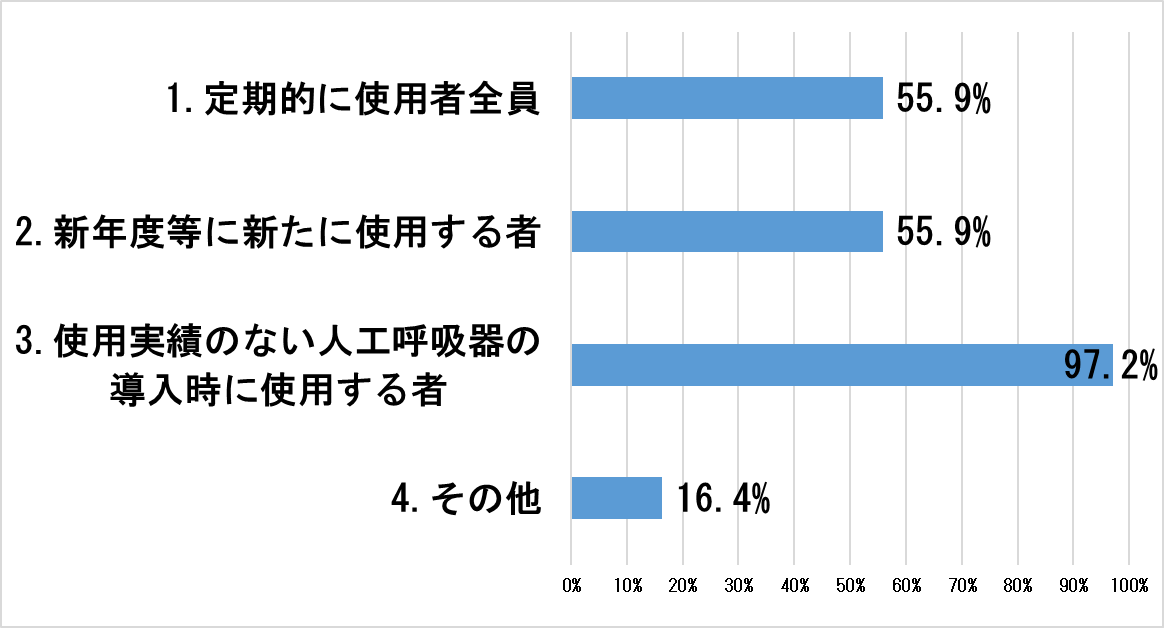 1.定期的に使用者全員 55.9%
2.新年度等に新たに使用する者 55.9%
3.使用実績のない人工呼吸器の
導入時に使用する者 97.2%
4.その他 16.4%
0% 10% 20% 30% 40% 50% 60% 70% 80% 90% 100%